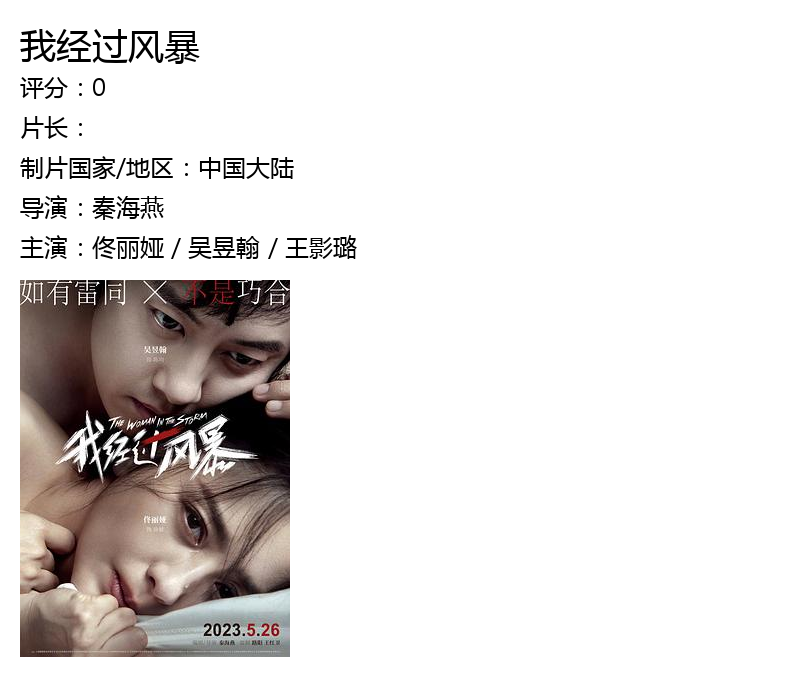 我经过风暴
评分：0
片长：
制片国家/地区：中国大陆
导演：秦海燕
主演：佟丽娅 / 吴昱翰 / 王影璐
如有雷同 × 不是巧合
吴昱翰
THE WOMAN IN THE STORM
我经过风暴
佟丽娅
2023.5.26